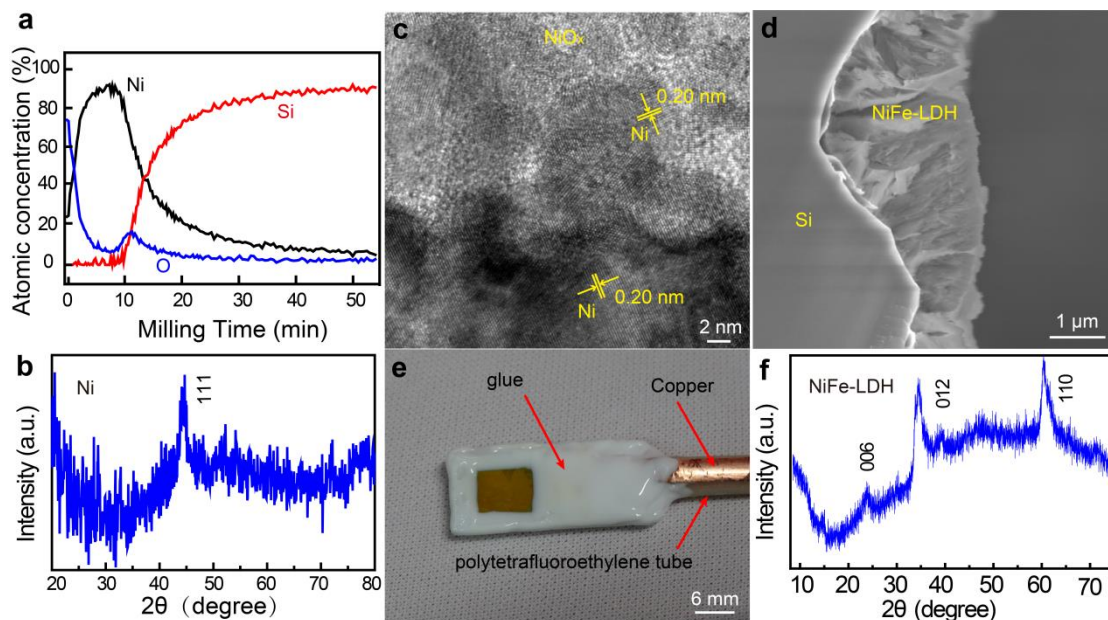 a
Atomic concentration (%)
100
80
60
40
20
0
Ni
Si
O
0 10 20 30 40 50
Milling Time (min)
b
Ni
111
Intensity (a.u.)
20 30 40 50 60 70 80
2θ (degree)
c
NiOₓ
0.20 nm
Ni
Ni
0.20 nm
2 nm
d
NiFe-LDH
Si
1 μm
e
glue
Copper
polytetrafluoroethylene tube
6 mm
f
NiFe-LDH
006
012
110
Intensity (a.u.)
10 20 30 40 50 60 70
2θ (degree)